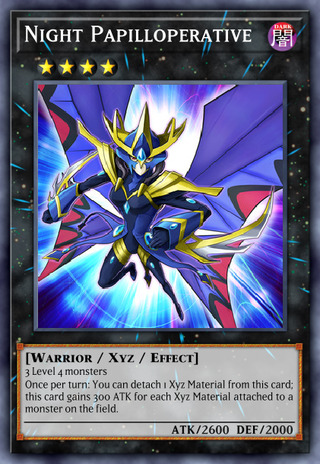 Night Papilloperative
DARK
闇
[Warrior / Xyz / Effect]
3 Level 4 monsters
Once per turn: You can detach 1 Xyz Material from this card;
this card gains 300 ATK for each Xyz Material attached to a
monster on the field.
ATK/2600 DEF/2000